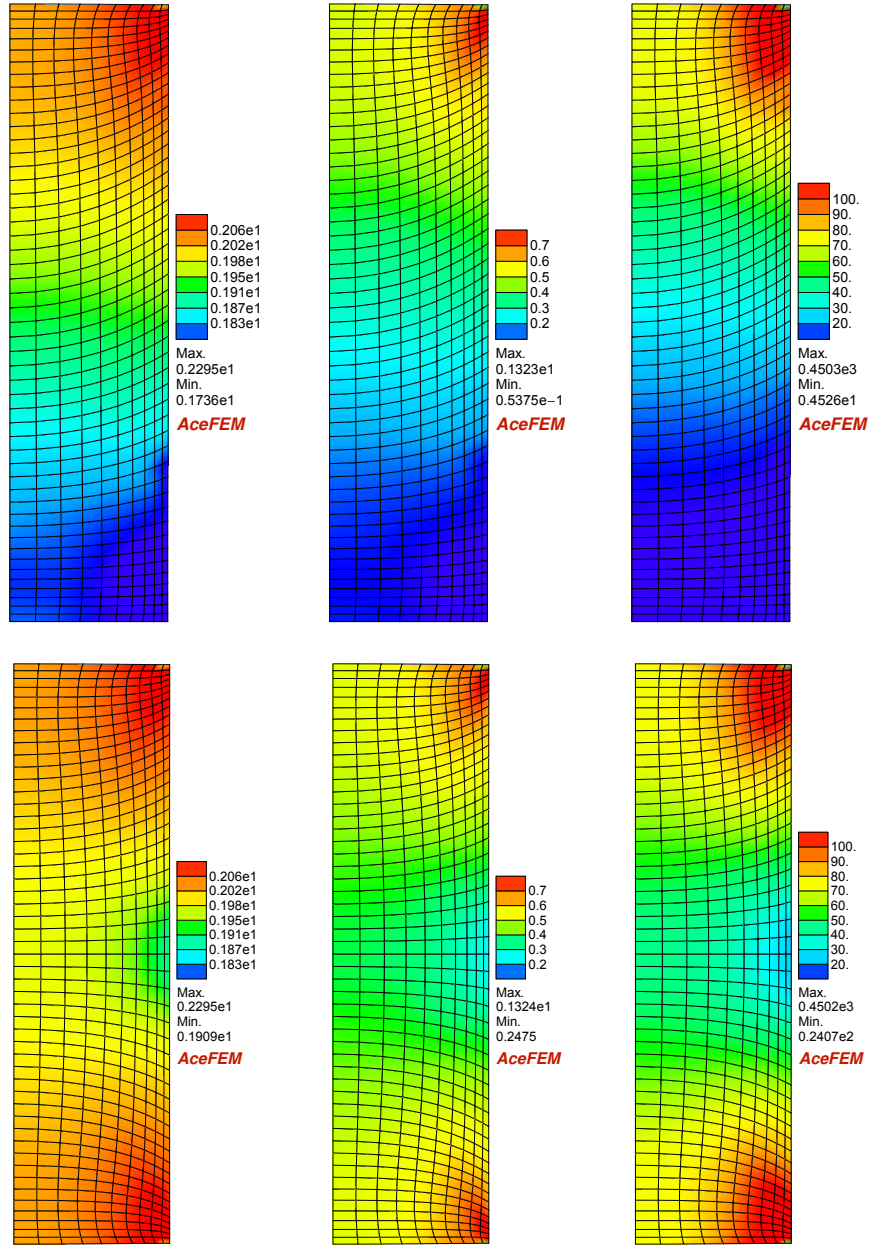 0.206e1
0.202e1
0.198e1
0.195e1
0.191e1
0.187e1
0.183e1
Max.
0.2295e1
Min.
0.1736e1
AceFEM
0.7
0.6
0.5
0.4
0.3
0.2
Max.
0.1323e1
Min.
0.5375e−1
AceFEM
100.
90.
80.
70.
60.
50.
40.
30.
20.
Max.
0.4503e3
Min.
0.4526e1
AceFEM
0.206e1
0.202e1
0.198e1
0.195e1
0.191e1
0.187e1
0.183e1
Max.
0.2295e1
Min.
0.1909e1
AceFEM
0.7
0.6
0.5
0.4
0.3
0.2
Max.
0.1324e1
Min.
0.2475
AceFEM
100.
90.
80.
70.
60.
50.
40.
30.
20.
Max.
0.4502e3
Min.
0.2407e2
AceFEM